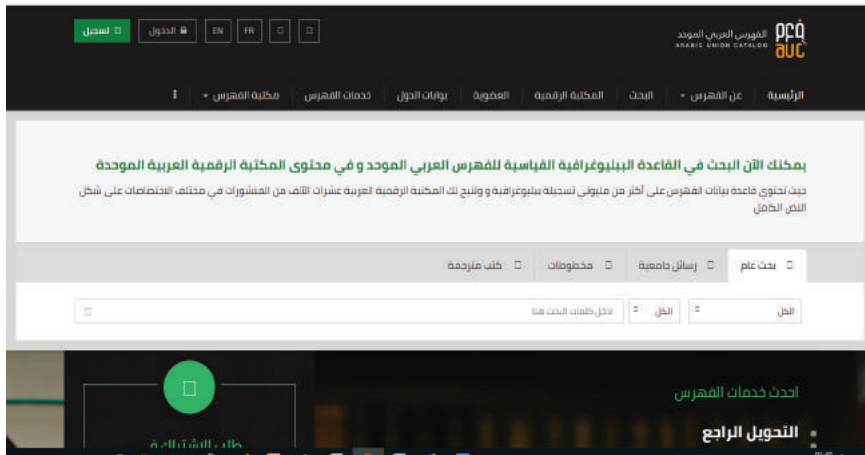 الفهرس العربي الموحد
ARABIC UNION CATALOG
auc
FR EN الدخول تسجيل
الرئيسية عن الفهرس البحث المكتبة الرقمية العضوية بوابات الدول خدمات الفهرس مكتبة الفهرس
يمكنك الآن البحث في القاعدة الببليوغرافية القياسية للفهرس العربي الموحد و في محتوى المكتبة الرقمية العربية الموحدة
حيث تحتوي قاعدة بيانات الفهرس على أكثر من مليوني تسجيلة ببليوغرافية و وتتيح لك المكتبة الرقمية العربية عشرات الآلاف من المنشورات في مختلف الاختصاصات على شكل
النص الكامل
بحث عام رسائل جامعية مخطوطات كتب مترجمة
الكل الكل ادخل كلمات البحث هنا
احدث خدمات الفهرس
التحويل الراجع